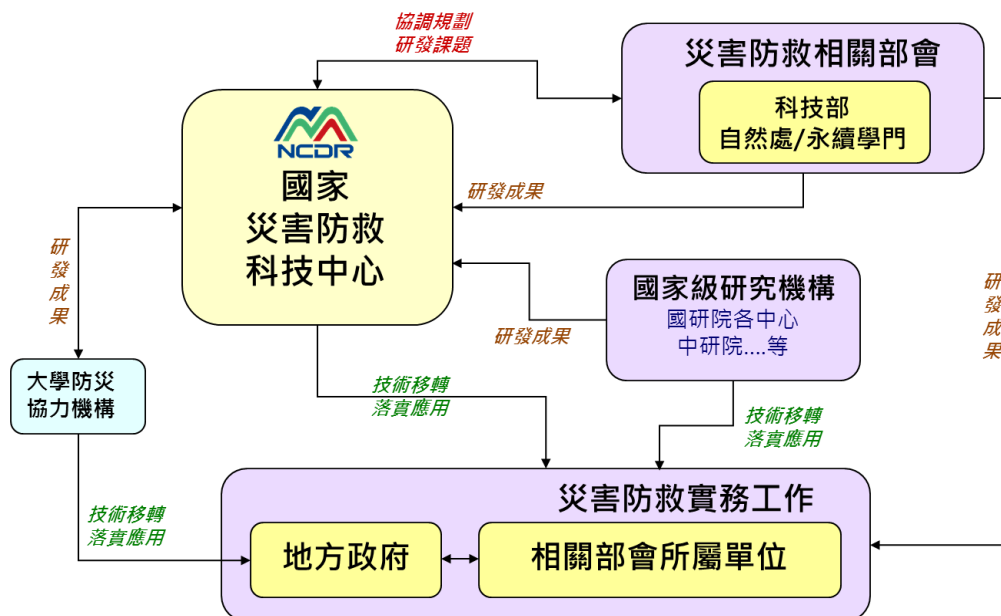 協調規劃
研發課題
災害防救相關部會
科技部
自然處/永續學門
NCDR
國家
災害防救
科技中心
研發成果
研
發
成
果
國家級研究機構
國研院各中心
中研院....等
研發成果
研
發
成
果
大學防災
協力機構
技術移轉
落實應用
技術移轉
落實應用
災害防救實務工作
技術移轉
落實應用
地方政府
相關部會所屬單位